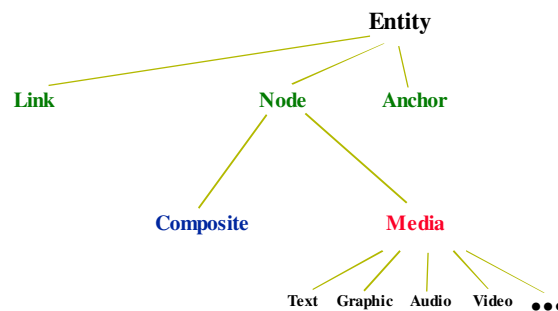 Entity
Link Node Anchor
Composite Media
Text Graphic Audio Video •••